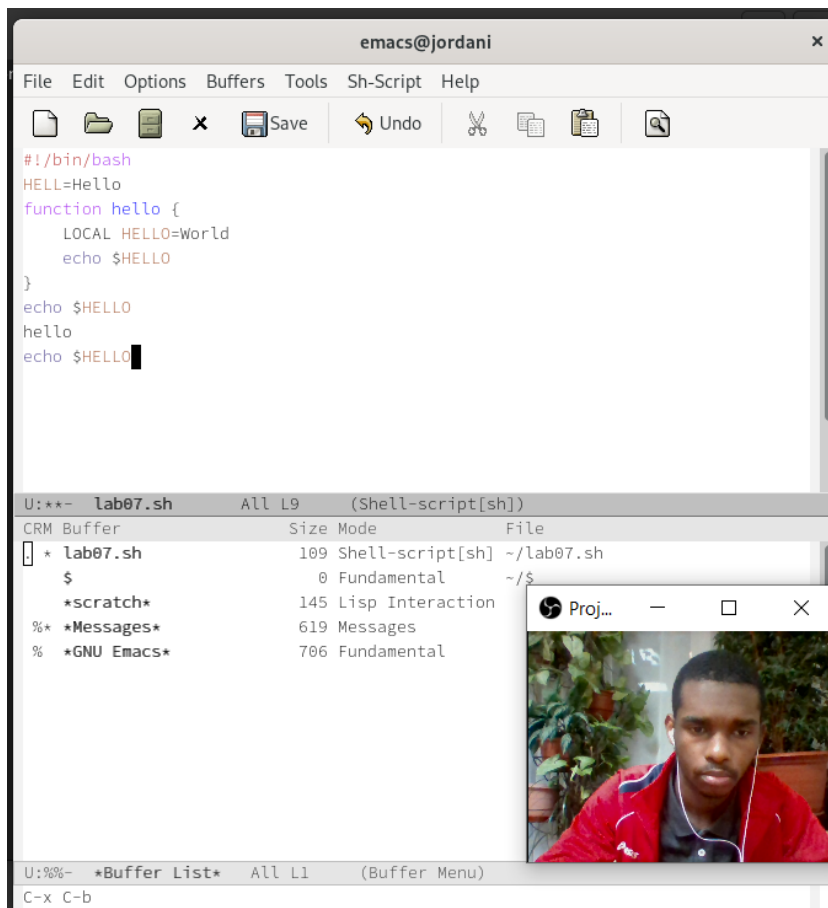 emacs@jordani ×
File Edit Options Buffers Tools Sh-Script Help
Save Undo
#!/bin/bash
HELL=Hello
function hello {
    LOCAL HELLO=World
    echo $HELLO
}
echo $HELLO
hello
echo $HELLO
U:**-  lab07.sh       All L9     (Shell-script[sh])
CRM Buffer                 Size Mode             File
. * lab07.sh                109 Shell-script[sh] ~/lab07.sh
    $                         0 Fundamental      ~/$
    *scratch*               145 Lisp Interaction
 %* *Messages*              619 Messages
 %  *GNU Emacs*             706 Fundamental
Proj...
asics
U:%%-  *Buffer List*   All L1     (Buffer Menu)
C-x C-b